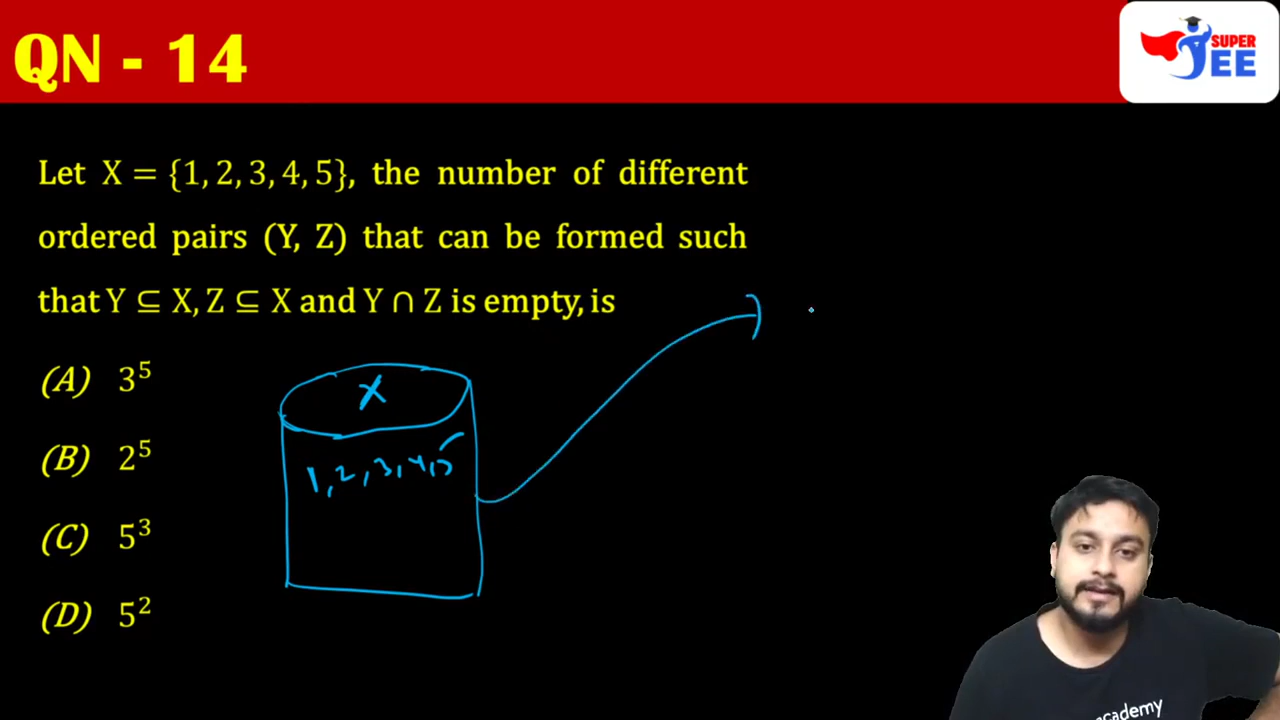 QN - 14
SUPER
JEE
Let X = {1, 2, 3, 4, 5}, the number of different
ordered pairs (Y, Z) that can be formed such
that Y ⊆ X, Z ⊆ X and Y ∩ Z is empty, is
(A) 3⁵
(B) 2⁵
(C) 5³
(D) 5²
X
1, 2, 3, 4, 5
academy